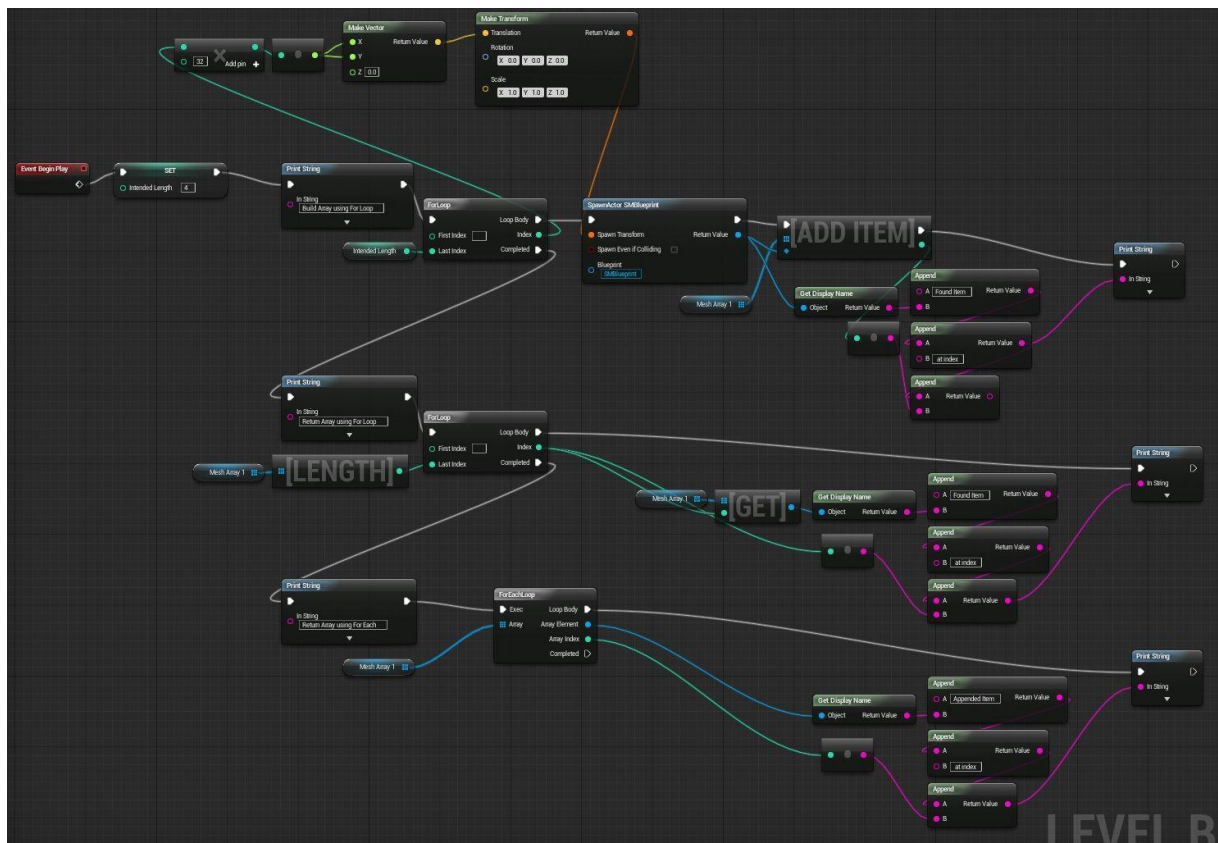 Make Transform
Make Vector
Translation Return Value
X Return Value
Y
Rotation
32 Add pin +
Z 0.0
X 0.0 Y 0.0 Z 0.0
Scale
X 1.0 Y 1.0 Z 1.0
Event Begin Play
SET
Intended Length 4
Print String
In String
Build Array using For Loop
ForLoop
Loop Body
First Index Index
Intended Length
Last Index Completed
SpawnActor SMBlueprint
Spawn Transform Return Value
Spawn Even if Colliding
Blueprint
SMBlueprint
[ADD ITEM]
Mesh Array 1
Get Display Name
Object Return Value
Append
A Found Item Return Value
B
Append
A Return Value
B at index
Append
A Return Value
B
Print String
In String
Print String
In String
Return Array using For Loop
ForLoop
Loop Body
First Index Index
Last Index Completed
Mesh Array 1
[LENGTH]
Mesh Array 1
[GET]
Get Display Name
Object Return Value
Append
A Found Item Return Value
B
Append
A Return Value
B at index
Append
A Return Value
B
Print String
In String
Print String
In String
Return Array using For Each
Mesh Array 1
ForEachLoop
Exec Loop Body
Array Array Element
Array Index
Completed
Get Display Name
Object Return Value
Append
A Appended Item Return Value
B
Append
A Return Value
B at index
Append
A Return Value
B
Print String
In String
LEVEL B